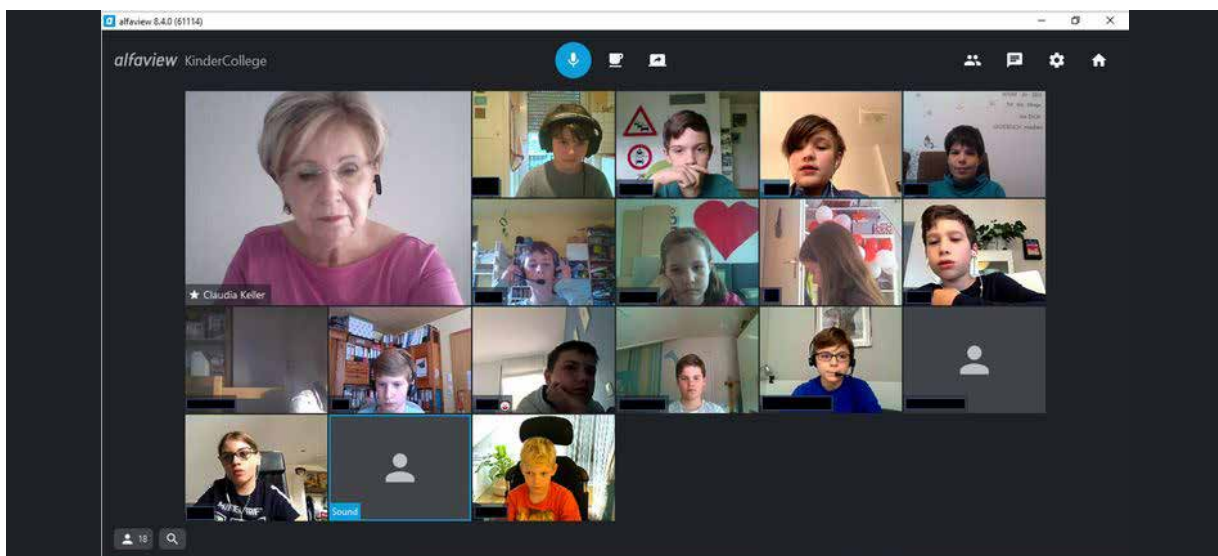 alfaview 8.4.0 (61114)
alfaview KinderCollege
Claudia Keller
Sound
18